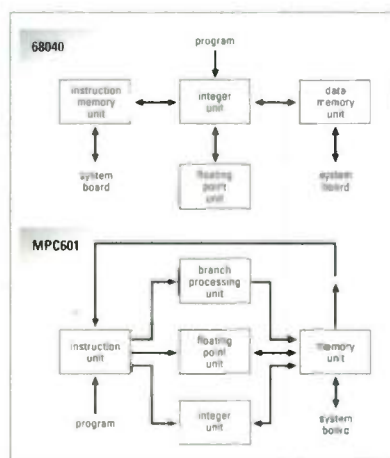 68040
program
instruction
memory
unit
integer
unit
data
memory
unit
system
board
floating
point
unit
system
board
MPC601
branch
processing
unit
instruction
unit
floating
point
unit
memory
unit
program
integer
unit
system